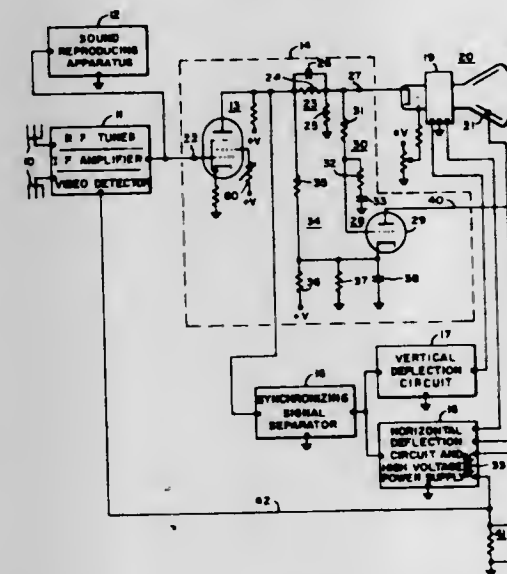 12
SOUND
REPRODUCING
APPARATUS
14
19
20
26
24
27
13
23
25
31
21
+V
11
R F TUNER
I F AMPLIFIER
VIDEO DETECTOR
10
22
60
+V
+V
30
32
33
35
34
28
29
40
36
37
38
+V
17
VERTICAL
DEFLECTION
CIRCUIT
16
SYNCHRONIZING
SIGNAL
SEPARATOR
18
HORIZONTAL
DEFLECTION
CIRCUIT AND
HIGH VOLTAGE
POWER SUPPLY
42
41